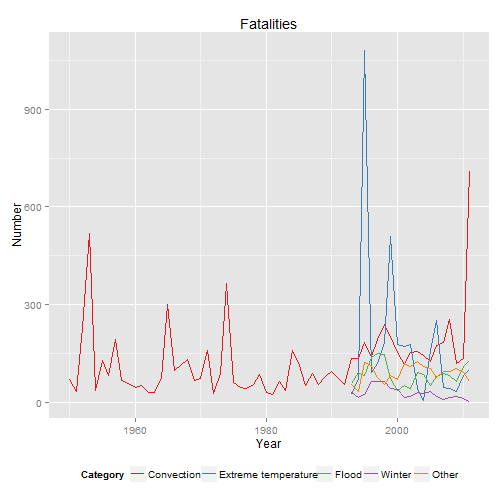 Fatalities
Number
900
600
300
0
1960 1980 2000
Year
Category Convection Extreme temperature Flood Winter Other